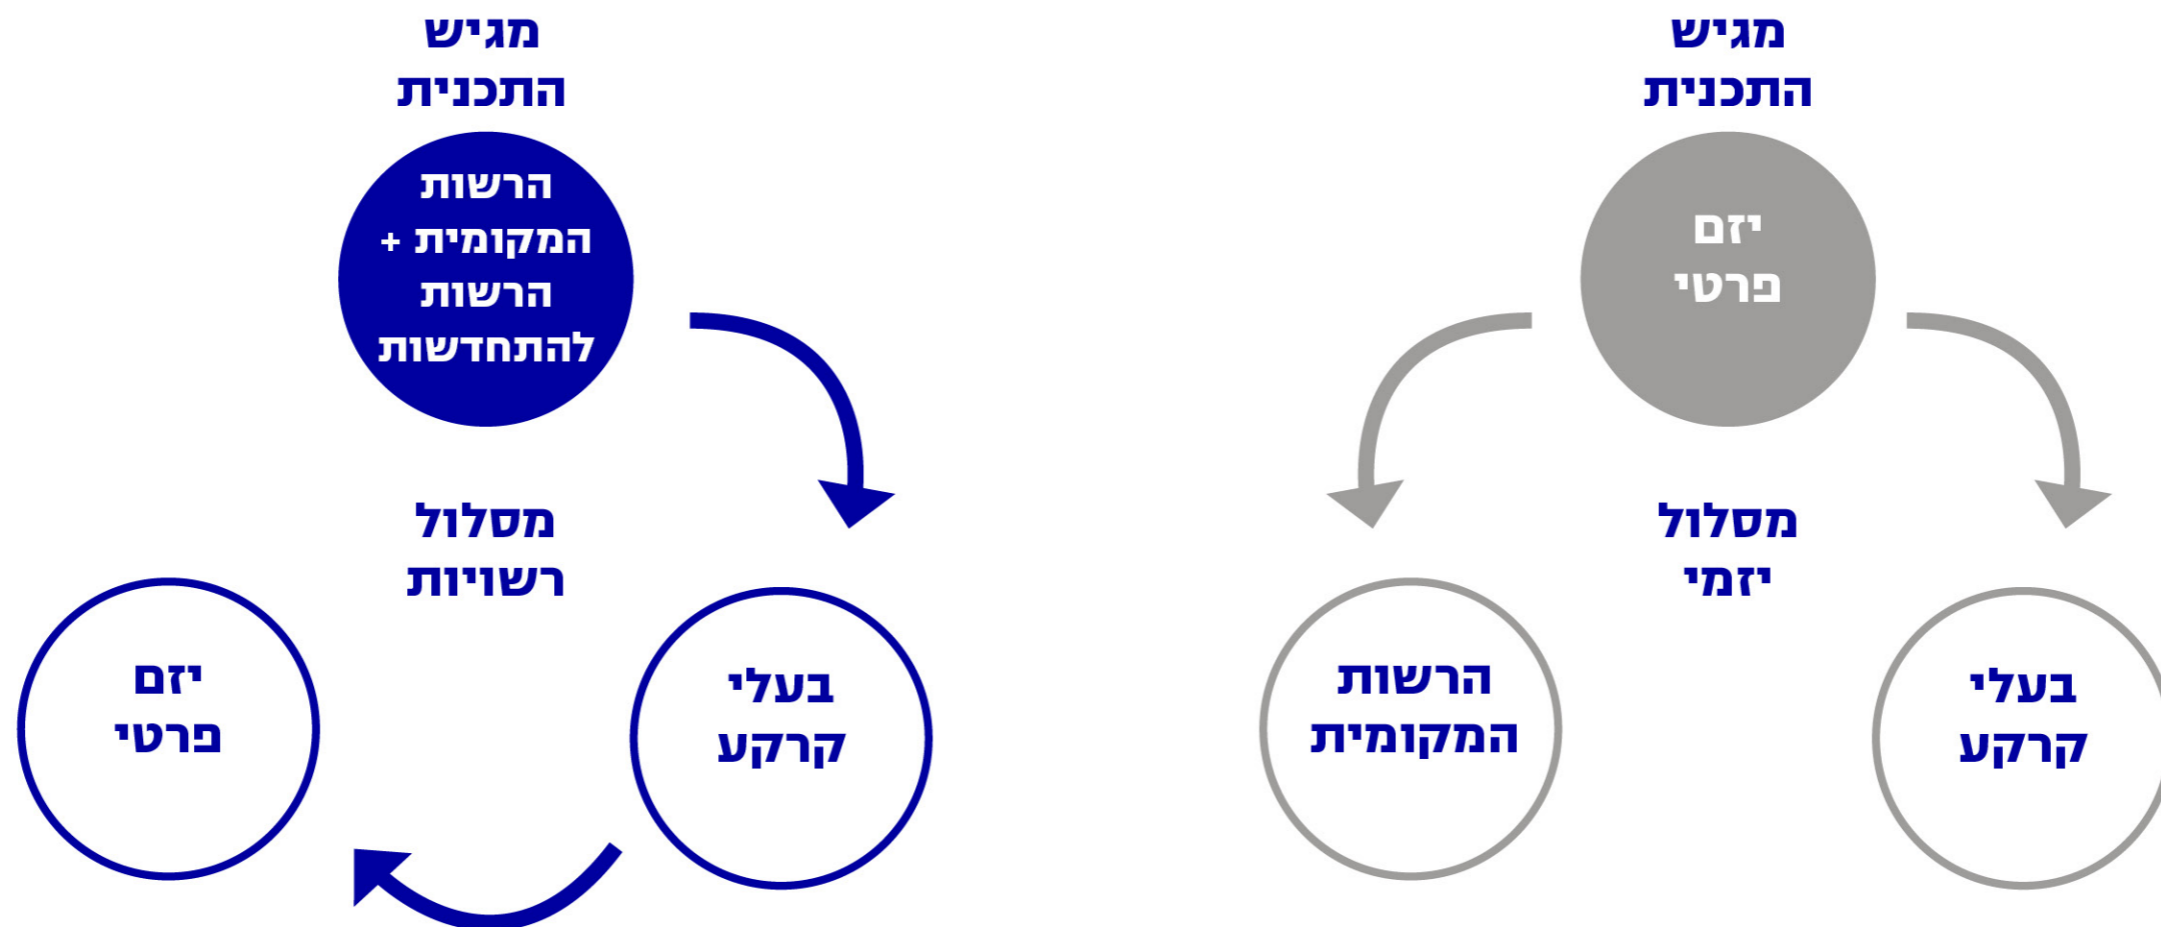 מגיש
התכנית
יזם
פרטי
מסלול
יזמי
בעלי
קרקע
הרשות
המקומית
מגיש
התכנית
הרשות
המקומית +
הרשות
להתחדשות
מסלול
רשויות
בעלי
קרקע
יזם
פרטי